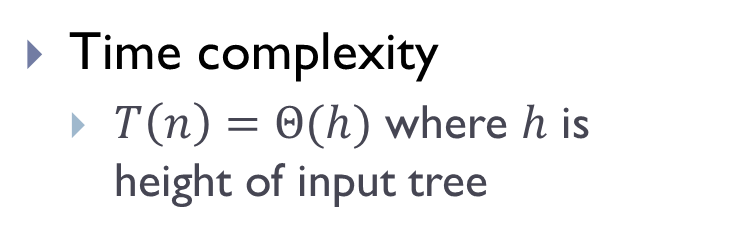 Time complexity
T(n) = Θ(h) where h is
height of input tree